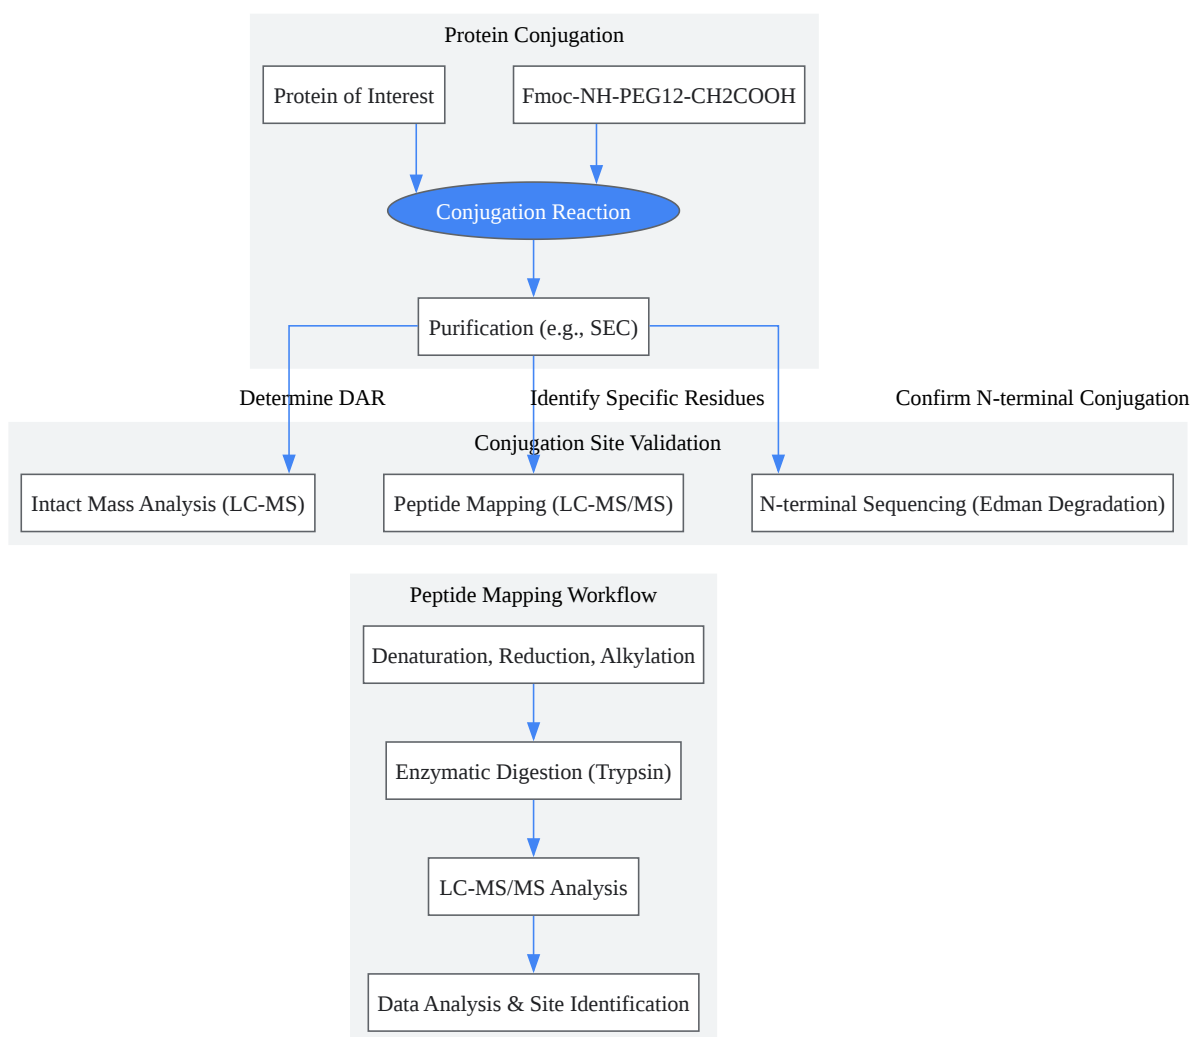 Protein Conjugation
Protein of Interest
Fmoc-NH-PEG12-CH2COOH
Conjugation Reaction
Purification (e.g., SEC)
Determine DAR
Identify Specific Residues
Confirm N-terminal Conjugation
Conjugation Site Validation
Intact Mass Analysis (LC-MS)
Peptide Mapping (LC-MS/MS)
N-terminal Sequencing (Edman Degradation)
Peptide Mapping Workflow
Denaturation, Reduction, Alkylation
Enzymatic Digestion (Trypsin)
LC-MS/MS Analysis
Data Analysis & Site Identification